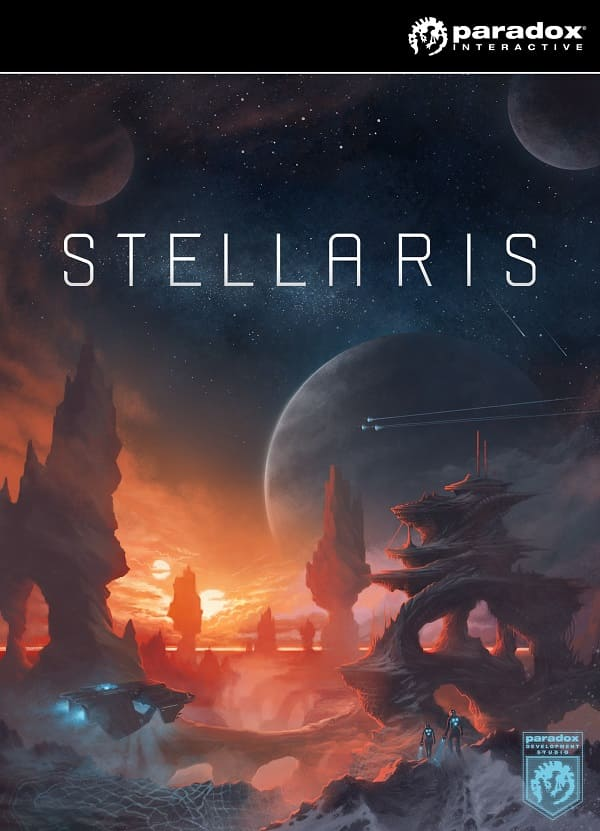 paradox
INTERACTIVE
STELLARIS
paradox
DEVELOPMENT
STUDIO